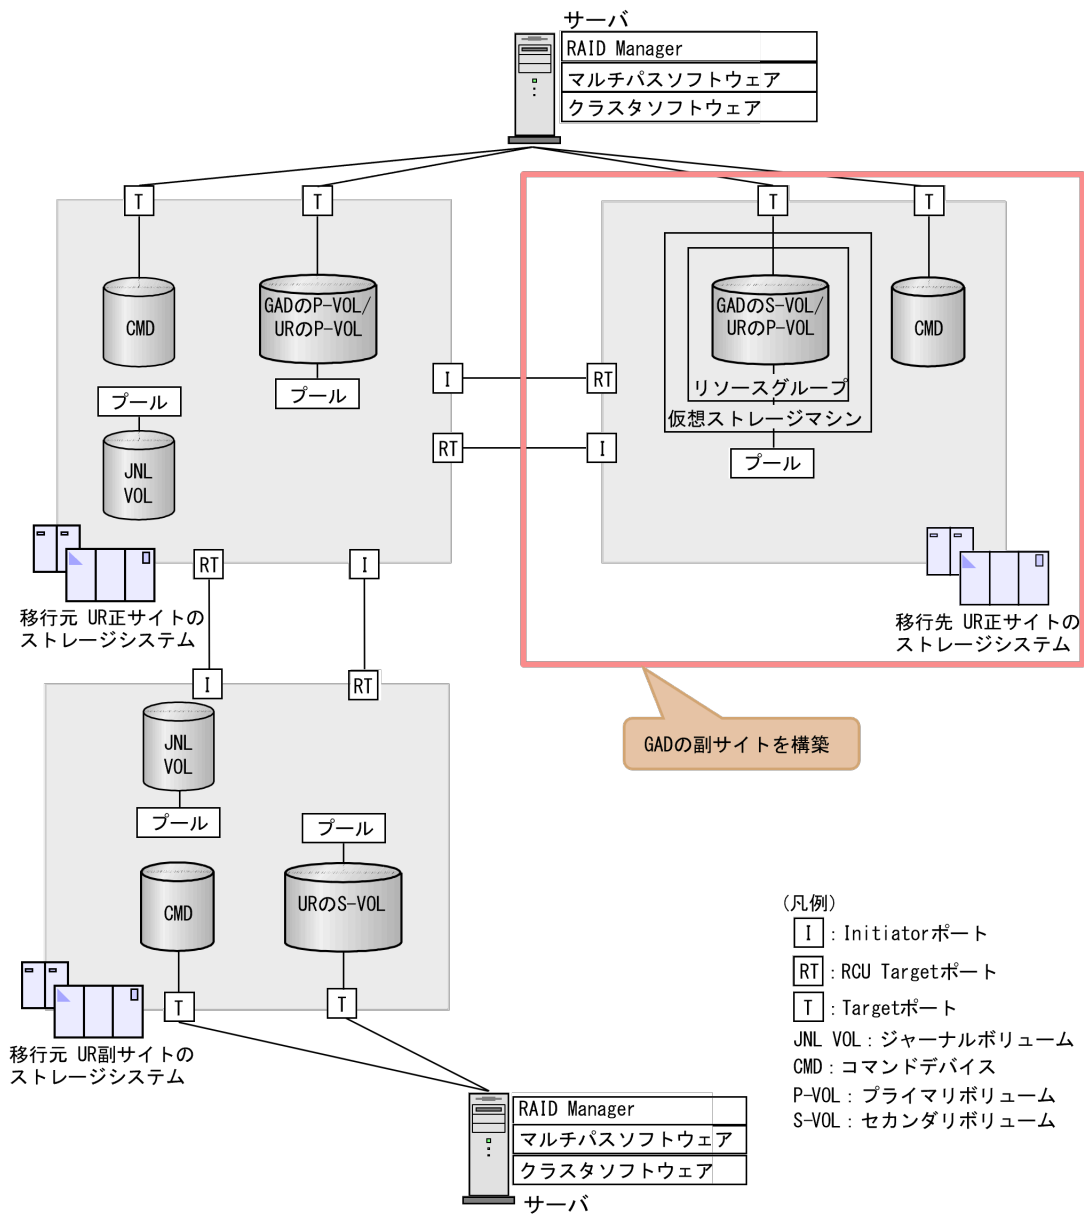 サーバ
RAID Manager
マルチパスソフトウェア
クラスタソフトウェア
T
T
T
T
CMD
GADのP-VOL/
URのP-VOL
GADのS-VOL/
URのP-VOL
CMD
I
RT
リソースグループ
プール
プール
仮想ストレージマシン
RT
I
プール
JNL
VOL
RT
I
移行元 UR正サイトの
ストレージシステム
移行先 UR正サイトの
ストレージシステム
I
RT
JNL
VOL
GADの副サイトを構築
プール
プール
CMD
URのS-VOL
T
T
移行元 UR副サイトの
ストレージシステム
(凡例)
I:Initiatorポート
RT:RCU Targetポート
T:Targetポート
JNL VOL:ジャーナルボリューム
CMD:コマンドデバイス
P-VOL:プライマリボリューム
S-VOL:セカンダリボリューム
RAID Manager
マルチパスソフトウェア
クラスタソフトウェア
サーバ